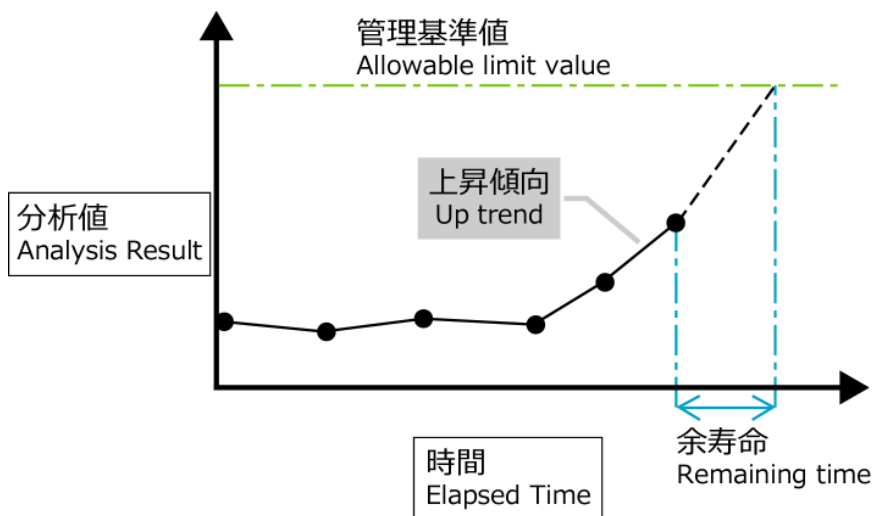 管理基準値
Allowable limit value
上昇傾向
Up trend
分析値
Analysis Result
余寿命
Remaining time
時間
Elapsed Time